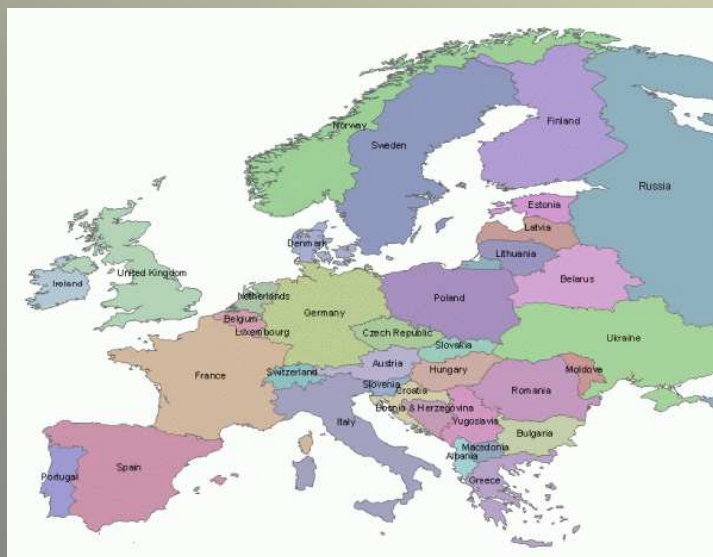 Norway
Finland
Sweden
Russia
Estonia
Latvia
Denmark
Lithuania
United Kingdom
Ireland
Belarus
Netherlands
Poland
Germany
Belgium
Luxembourg
Czech Republic
Ukraine
Slovakia
Austria
France
Switzerland
Hungary
Moldova
Slovenia
Croatia
Romania
Bosnia & Herzegovina
Italy
Yugoslavia
Bulgaria
Macedonia
Albania
Spain
Portugal
Greece